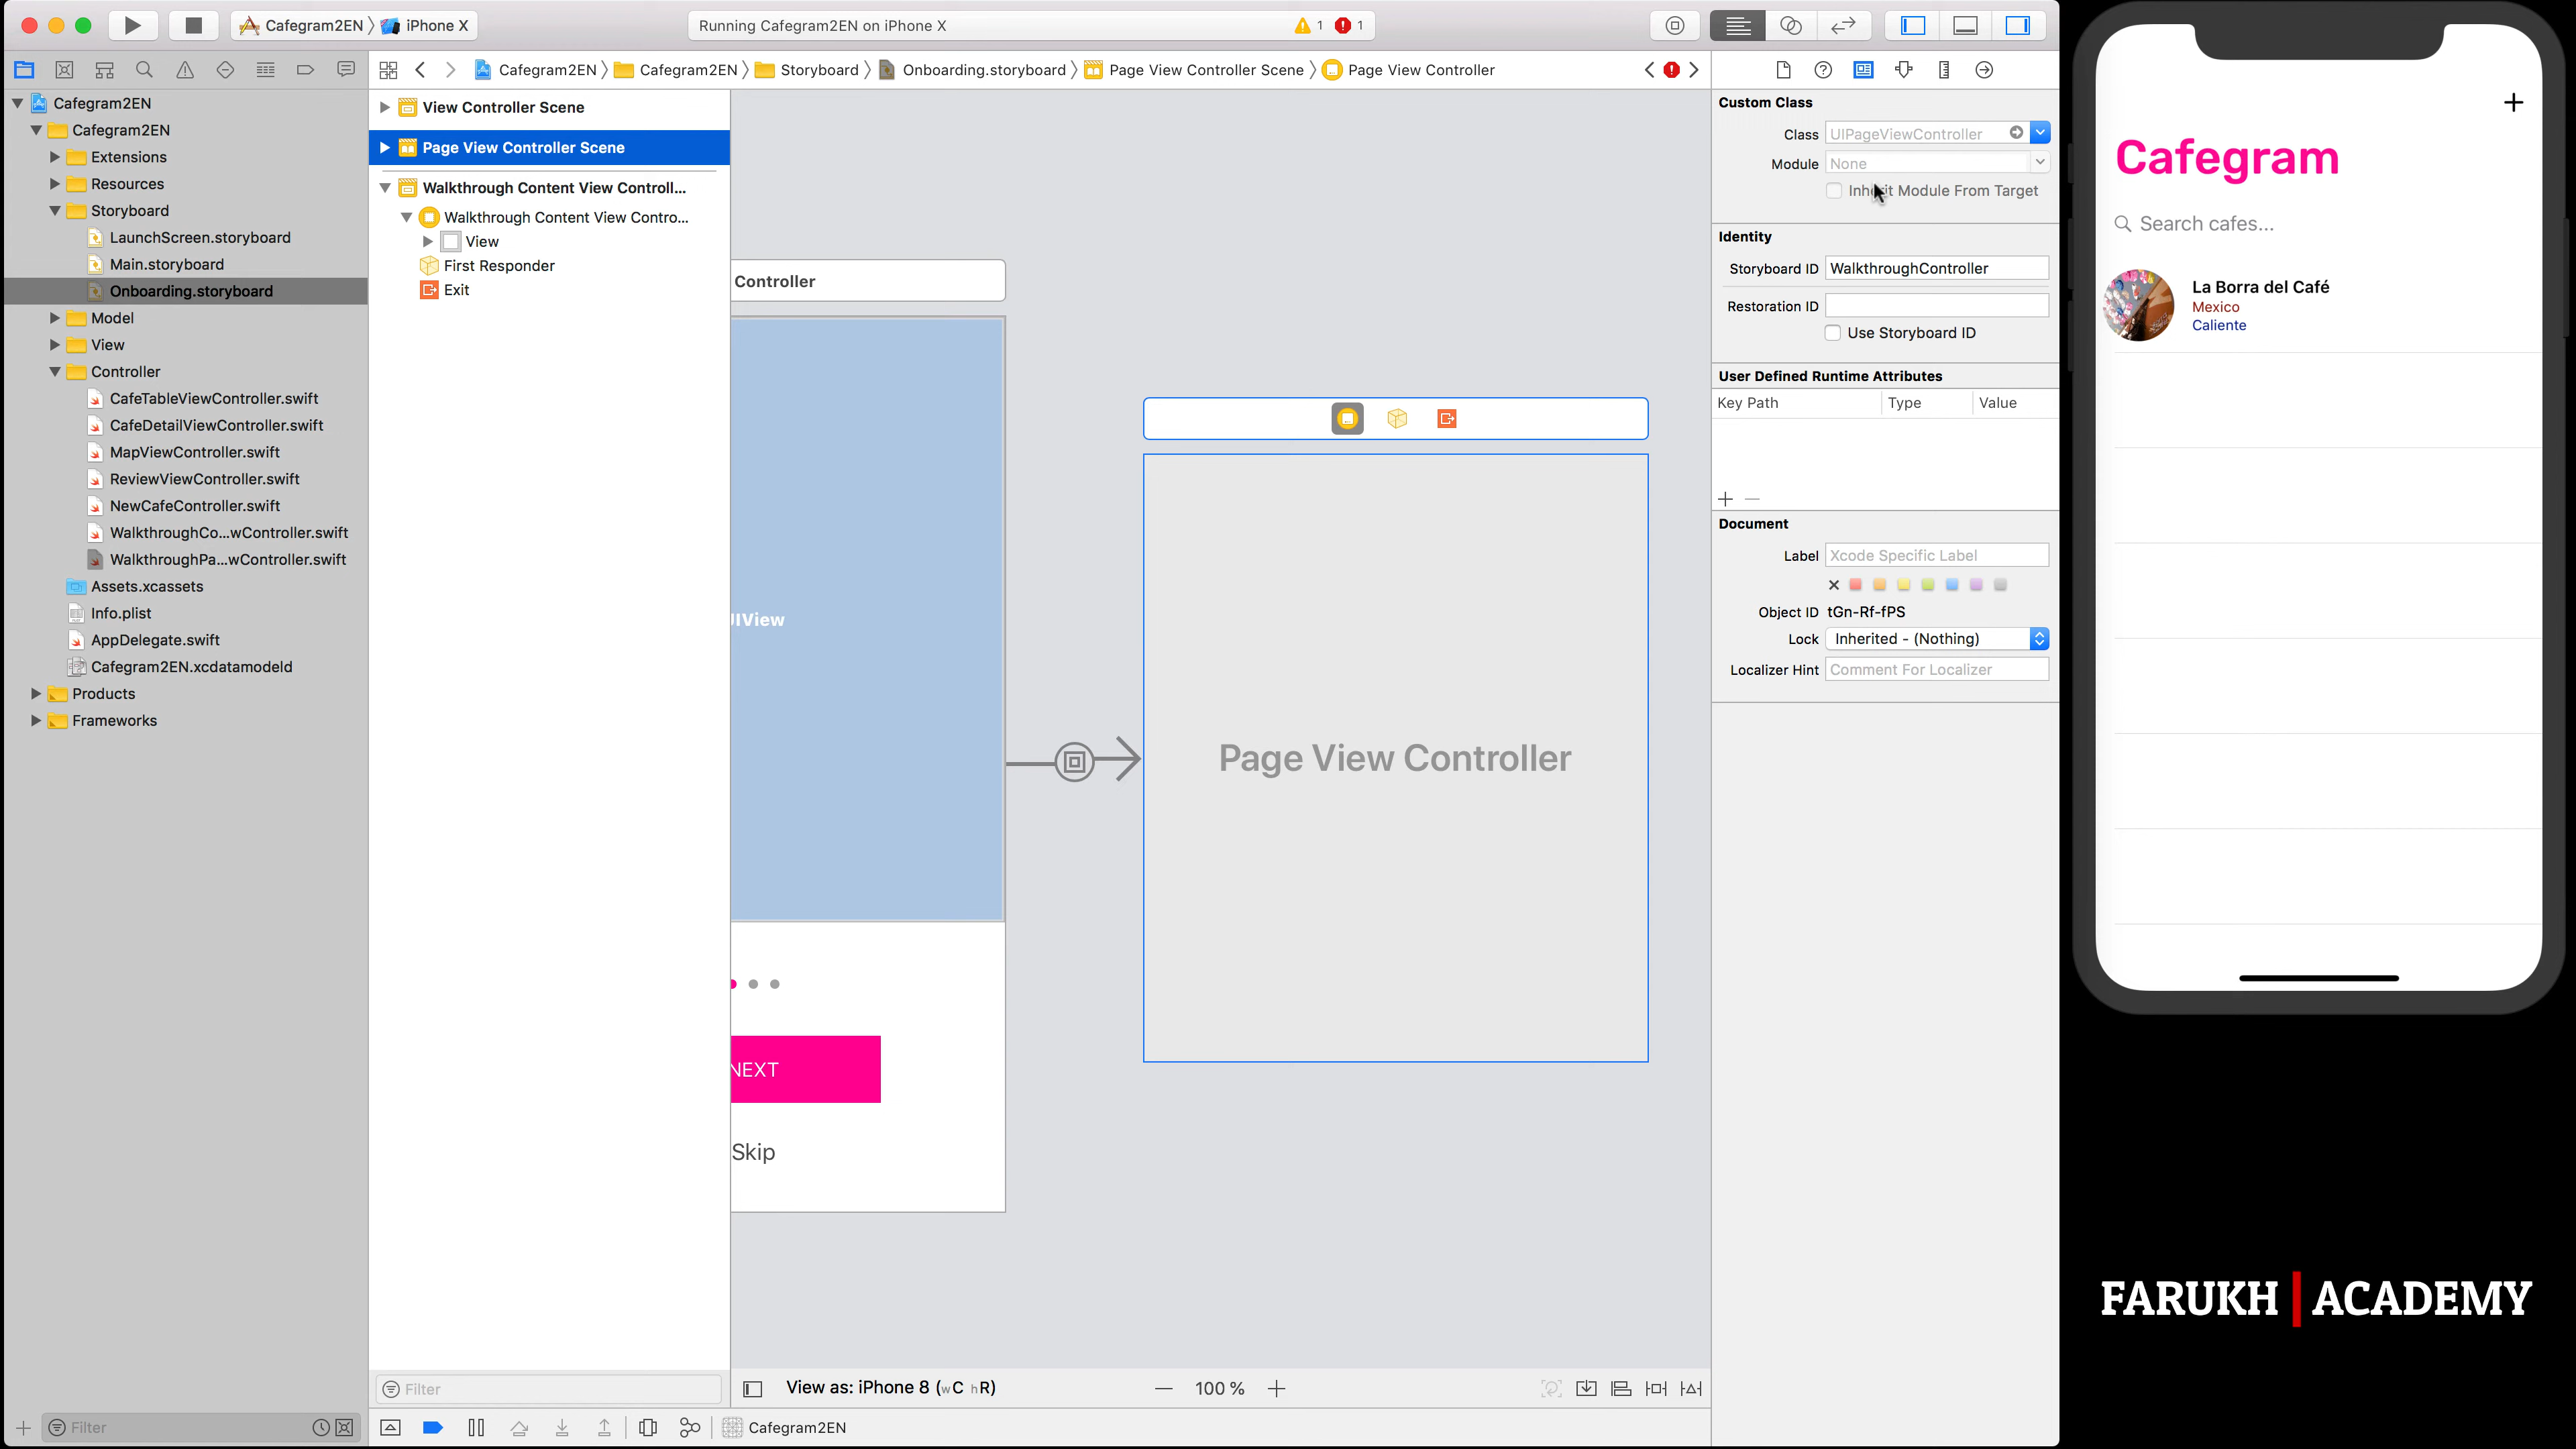 Cafegram2EN
iPhone X
Running Cafegram2EN on iPhone X
1
1
Cafegram2EN
Cafegram2EN
Storyboard
Onboarding.storyboard
Page View Controller Scene
Page View Controller
Cafegram2EN
Cafegram2EN
Extensions
Resources
Storyboard
LaunchScreen.storyboard
Main.storyboard
Onboarding.storyboard
Model
View
Controller
CafeTableViewController.swift
CafeDetailViewController.swift
MapViewController.swift
ReviewViewController.swift
NewCafeController.swift
WalkthroughCo...wController.swift
WalkthroughPa...wController.swift
Assets.xcassets
Info.plist
AppDelegate.swift
Cafegram2EN.xcdatamodeld
Products
Frameworks
Filter
View Controller Scene
Page View Controller Scene
Walkthrough Content View Controll...
Walkthrough Content View Contro...
View
First Responder
Exit
Filter
Controller
UIView
NEXT
Skip
Page View Controller
View as: iPhone 8 (wC hR)
100 %
Cafegram2EN
Custom Class
Class UIPageViewController
Module None
Inherit Module From Target
Identity
Storyboard ID WalkthroughController
Restoration ID
Use Storyboard ID
User Defined Runtime Attributes
Key Path Type Value
Document
Label Xcode Specific Label
Object ID tGn-Rf-fPS
Lock Inherited - (Nothing)
Localizer Hint Comment For Localizer
Cafegram
Search cafes...
La Borra del Café
Mexico
Caliente
FARUKH | ACADEMY